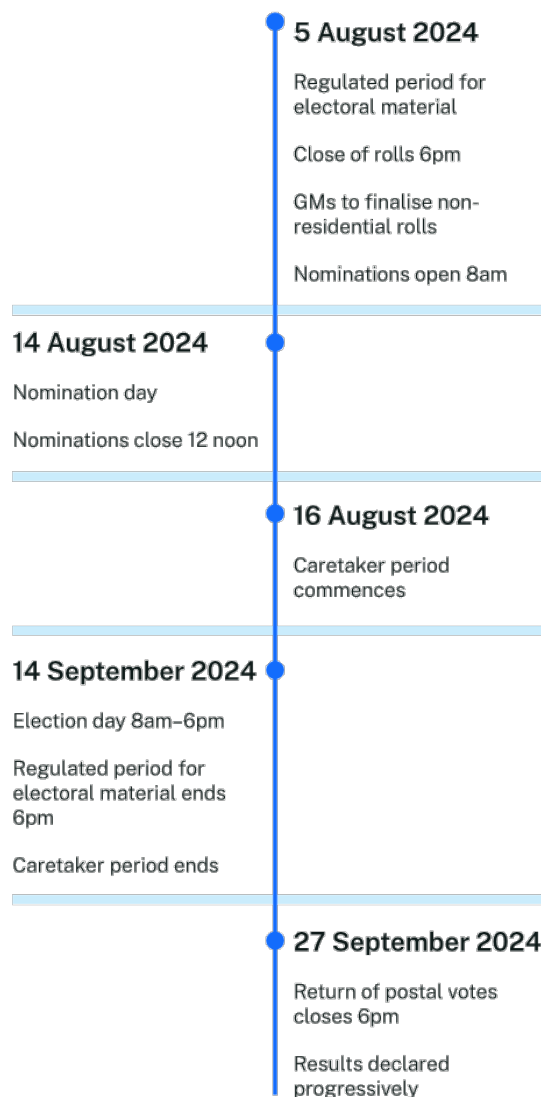 5 August 2024
Regulated period for
electoral material
Close of rolls 6pm
GMs to finalise non-
residential rolls
Nominations open 8am
14 August 2024
Nomination day
Nominations close 12 noon
16 August 2024
Caretaker period
commences
14 September 2024
Election day 8am–6pm
Regulated period for
electoral material ends
6pm
Caretaker period ends
27 September 2024
Return of postal votes
closes 6pm
Results declared
progressively